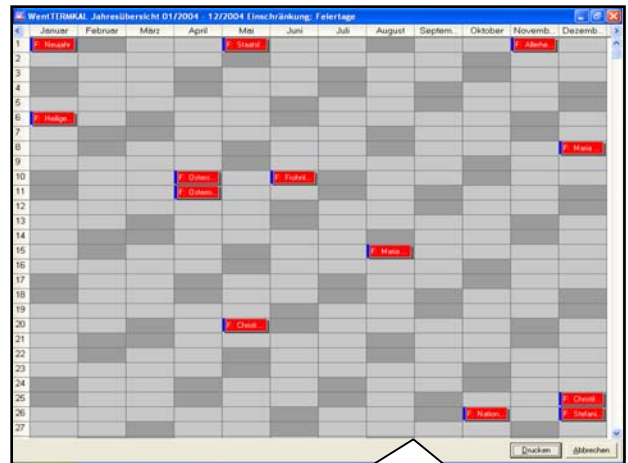 WentTERMKAL Jahresübersicht 01/2004 - 12/2004 Einschränkung: Feiertage
< Januar Februar März April Mai Juni Juli August Septem... Oktober Novemb... Dezemb... >
1 F: Neujahr F: Staatsf... F: Allerhe...
2
3
4
5
6 F: Heilige...
7
8 F: Maria ...
9
10 F: Osters... F: Frohnl...
11 F: Osterm...
12
13
14
15 F: Maria ...
16
17
18
19
20 F: Christi ...
21
22
23
24
25 F: Christt...
26 F: Nation... F: Stefani...
27
Drucken Abbrechen